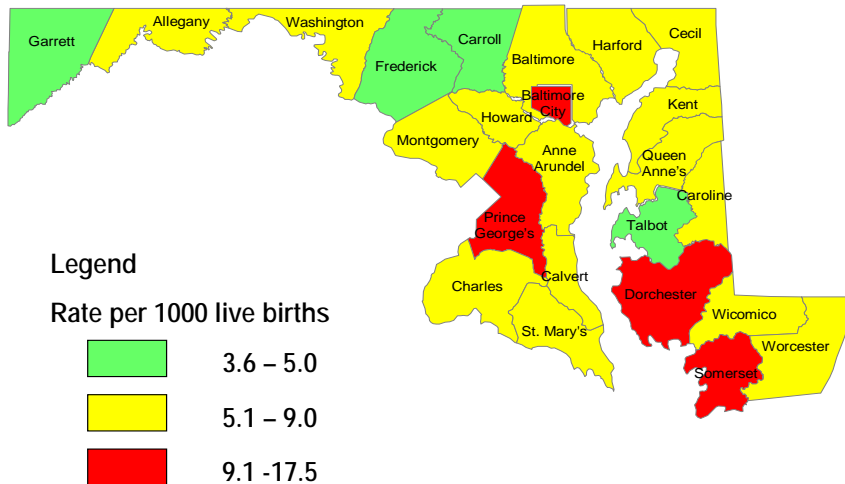 Garrett
Allegany
Washington
Frederick
Carroll
Baltimore
Harford
Cecil
Baltimore
City
Kent
Howard
Montgomery
Anne
Arundel
Queen
Anne's
Caroline
Talbot
Prince
George's
Calvert
Charles
St. Mary's
Dorchester
Wicomico
Worcester
Somerset
Legend
Rate per 1000 live births
3.6 – 5.0
5.1 – 9.0
9.1 -17.5